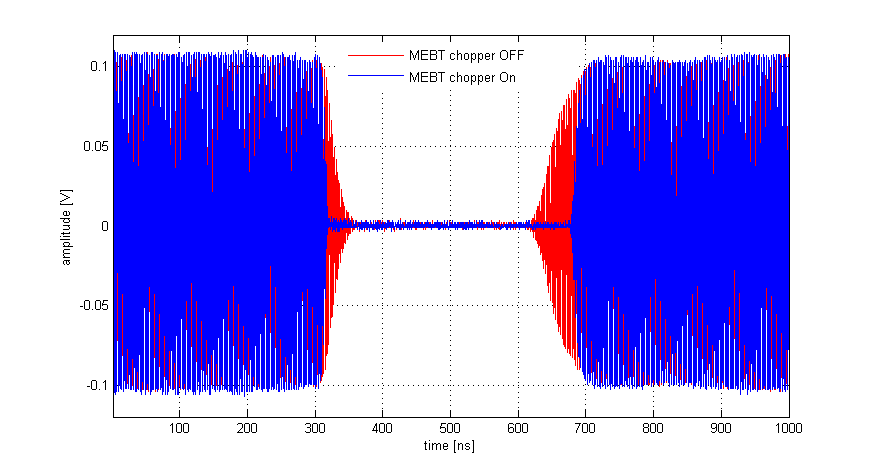 MEBT chopper OFF
MEBT chopper On
0.1
0.05
0
-0.05
-0.1
amplitude [V]
100 200 300 400 500 600 700 800 900 1000
time [ns]